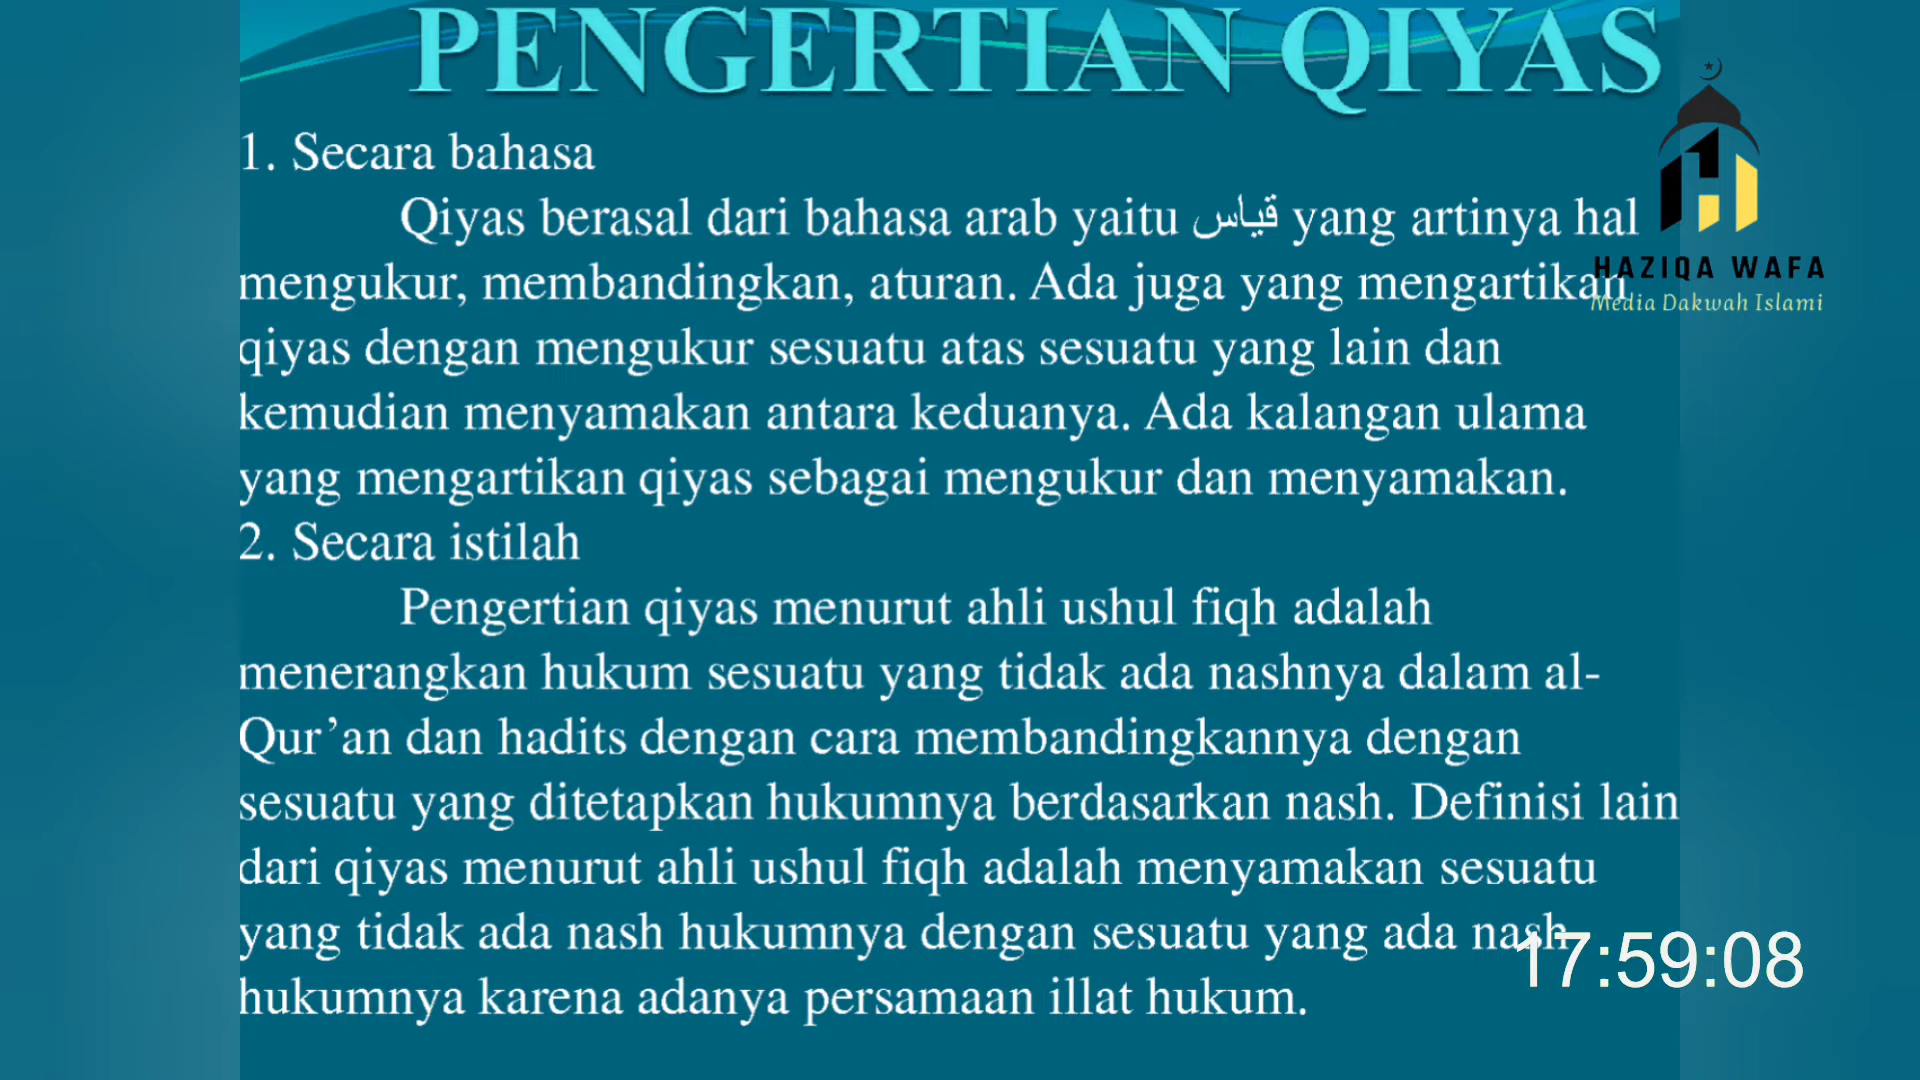 PENGERTIAN QIYAS
1. Secara bahasa
Qiyas berasal dari bahasa arab yaitu قياس yang artinya hal
mengukur, membandingkan, aturan. Ada juga yang mengartikan
qiyas dengan mengukur sesuatu atas sesuatu yang lain dan
kemudian menyamakan antara keduanya. Ada kalangan ulama
yang mengartikan qiyas sebagai mengukur dan menyamakan.
2. Secara istilah
Pengertian qiyas menurut ahli ushul fiqh adalah
menerangkan hukum sesuatu yang tidak ada nashnya dalam al-
Qur’an dan hadits dengan cara membandingkannya dengan
sesuatu yang ditetapkan hukumnya berdasarkan nash. Definisi lain
dari qiyas menurut ahli ushul fiqh adalah menyamakan sesuatu
yang tidak ada nash hukumnya dengan sesuatu yang ada nash
hukumnya karena adanya persamaan illat hukum.
HAZIQA WAFA
Media Dakwah Islami
17:59:08